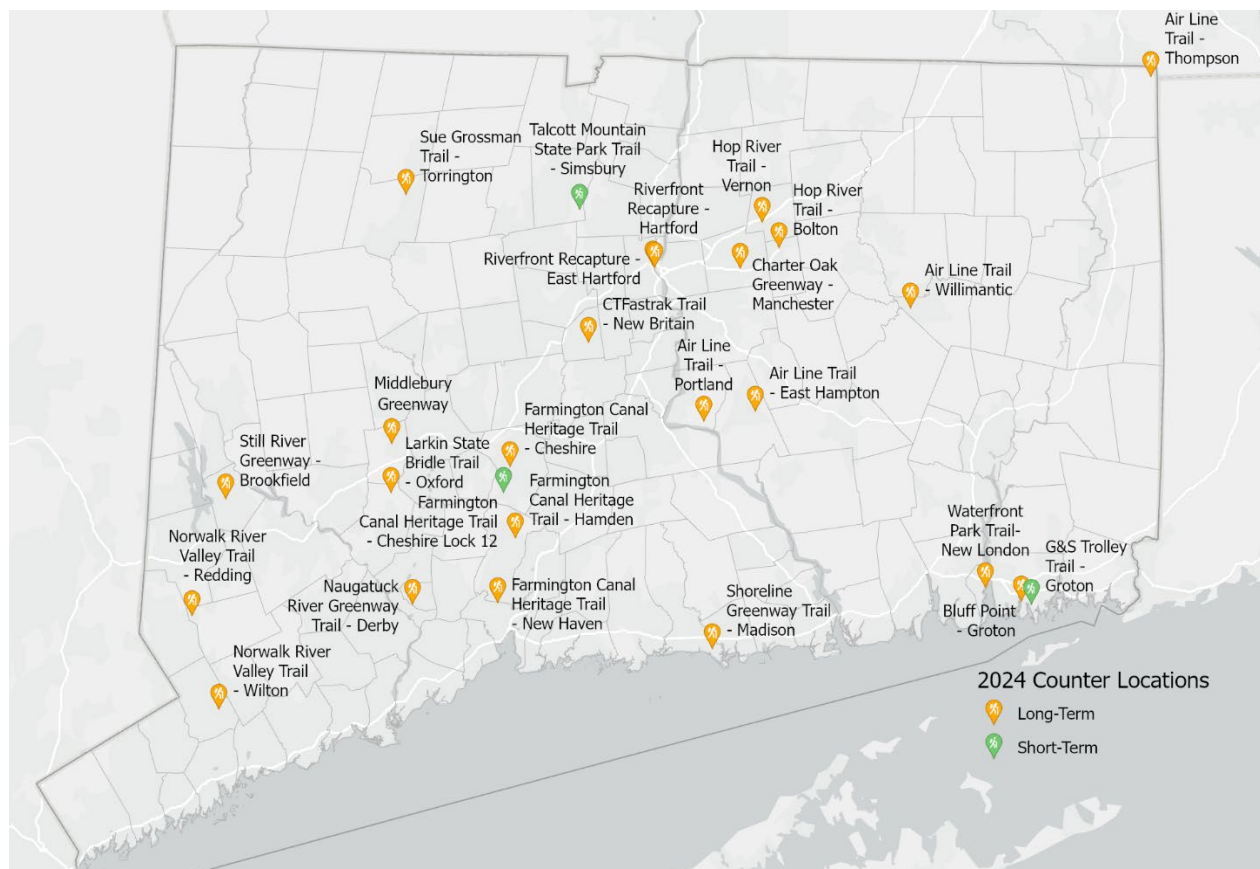 Air Line
Trail -
Thompson
Sue Grossman
Trail -
Torrington
Talcott Mountain
State Park Trail
- Simsbury
Hop River
Trail -
Vernon
Riverfront
Recapture -
Hartford
Hop River
Trail -
Bolton
Riverfront Recapture -
East Hartford
Charter Oak
Greenway -
Manchester
Air Line Trail
- Willimantic
CTFastrak Trail
- New Britain
Air Line
Trail -
Portland
Air Line Trail
- East Hampton
Middlebury
Greenway
Farmington Canal
Heritage Trail
- Cheshire
Still River
Greenway -
Brookfield
Larkin State
Bridle Trail
- Oxford
Farmington
Canal Heritage Trail
- Cheshire Lock 12
Farmington
Canal Heritage
Trail - Hamden
Norwalk River
Valley Trail
- Redding
Naugatuck
River Greenway
Trail - Derby
Farmington Canal
Heritage Trail
- New Haven
Shoreline
Greenway Trail
- Madison
Waterfront
Park Trail-
New London
G&S Trolley
Trail -
Groton
Bluff Point
- Groton
Norwalk River
Valley Trail
- Wilton
2024 Counter Locations
Long-Term
Short-Term